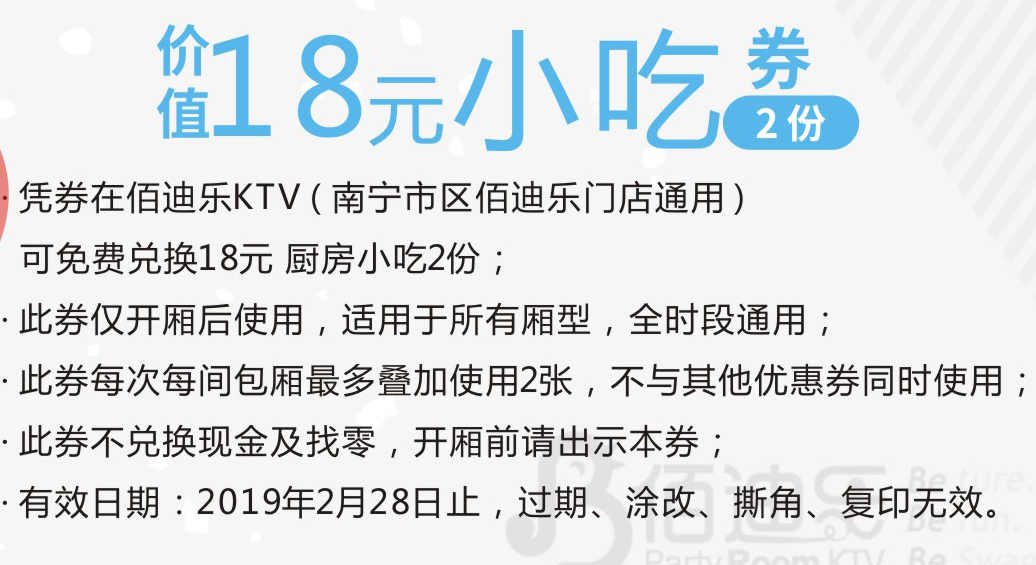 价值18元小吃券
2份
·凭券在佰迪乐KTV(南宁市区佰迪乐门店通用)
可免费兑换18元 厨房小吃2份；
·此券仅开厢后使用，适用于所有厢型，全时段通用；
·此券每次每间包厢最多叠加使用2张，不与其他优惠券同时使用；
·此券不兑换现金及找零，开厢前请出示本券；
·有效日期：2019年2月28日止，过期、涂改、撕角、复印无效。
佰迪乐
Party Room KTV
Be
Be fun.
Be